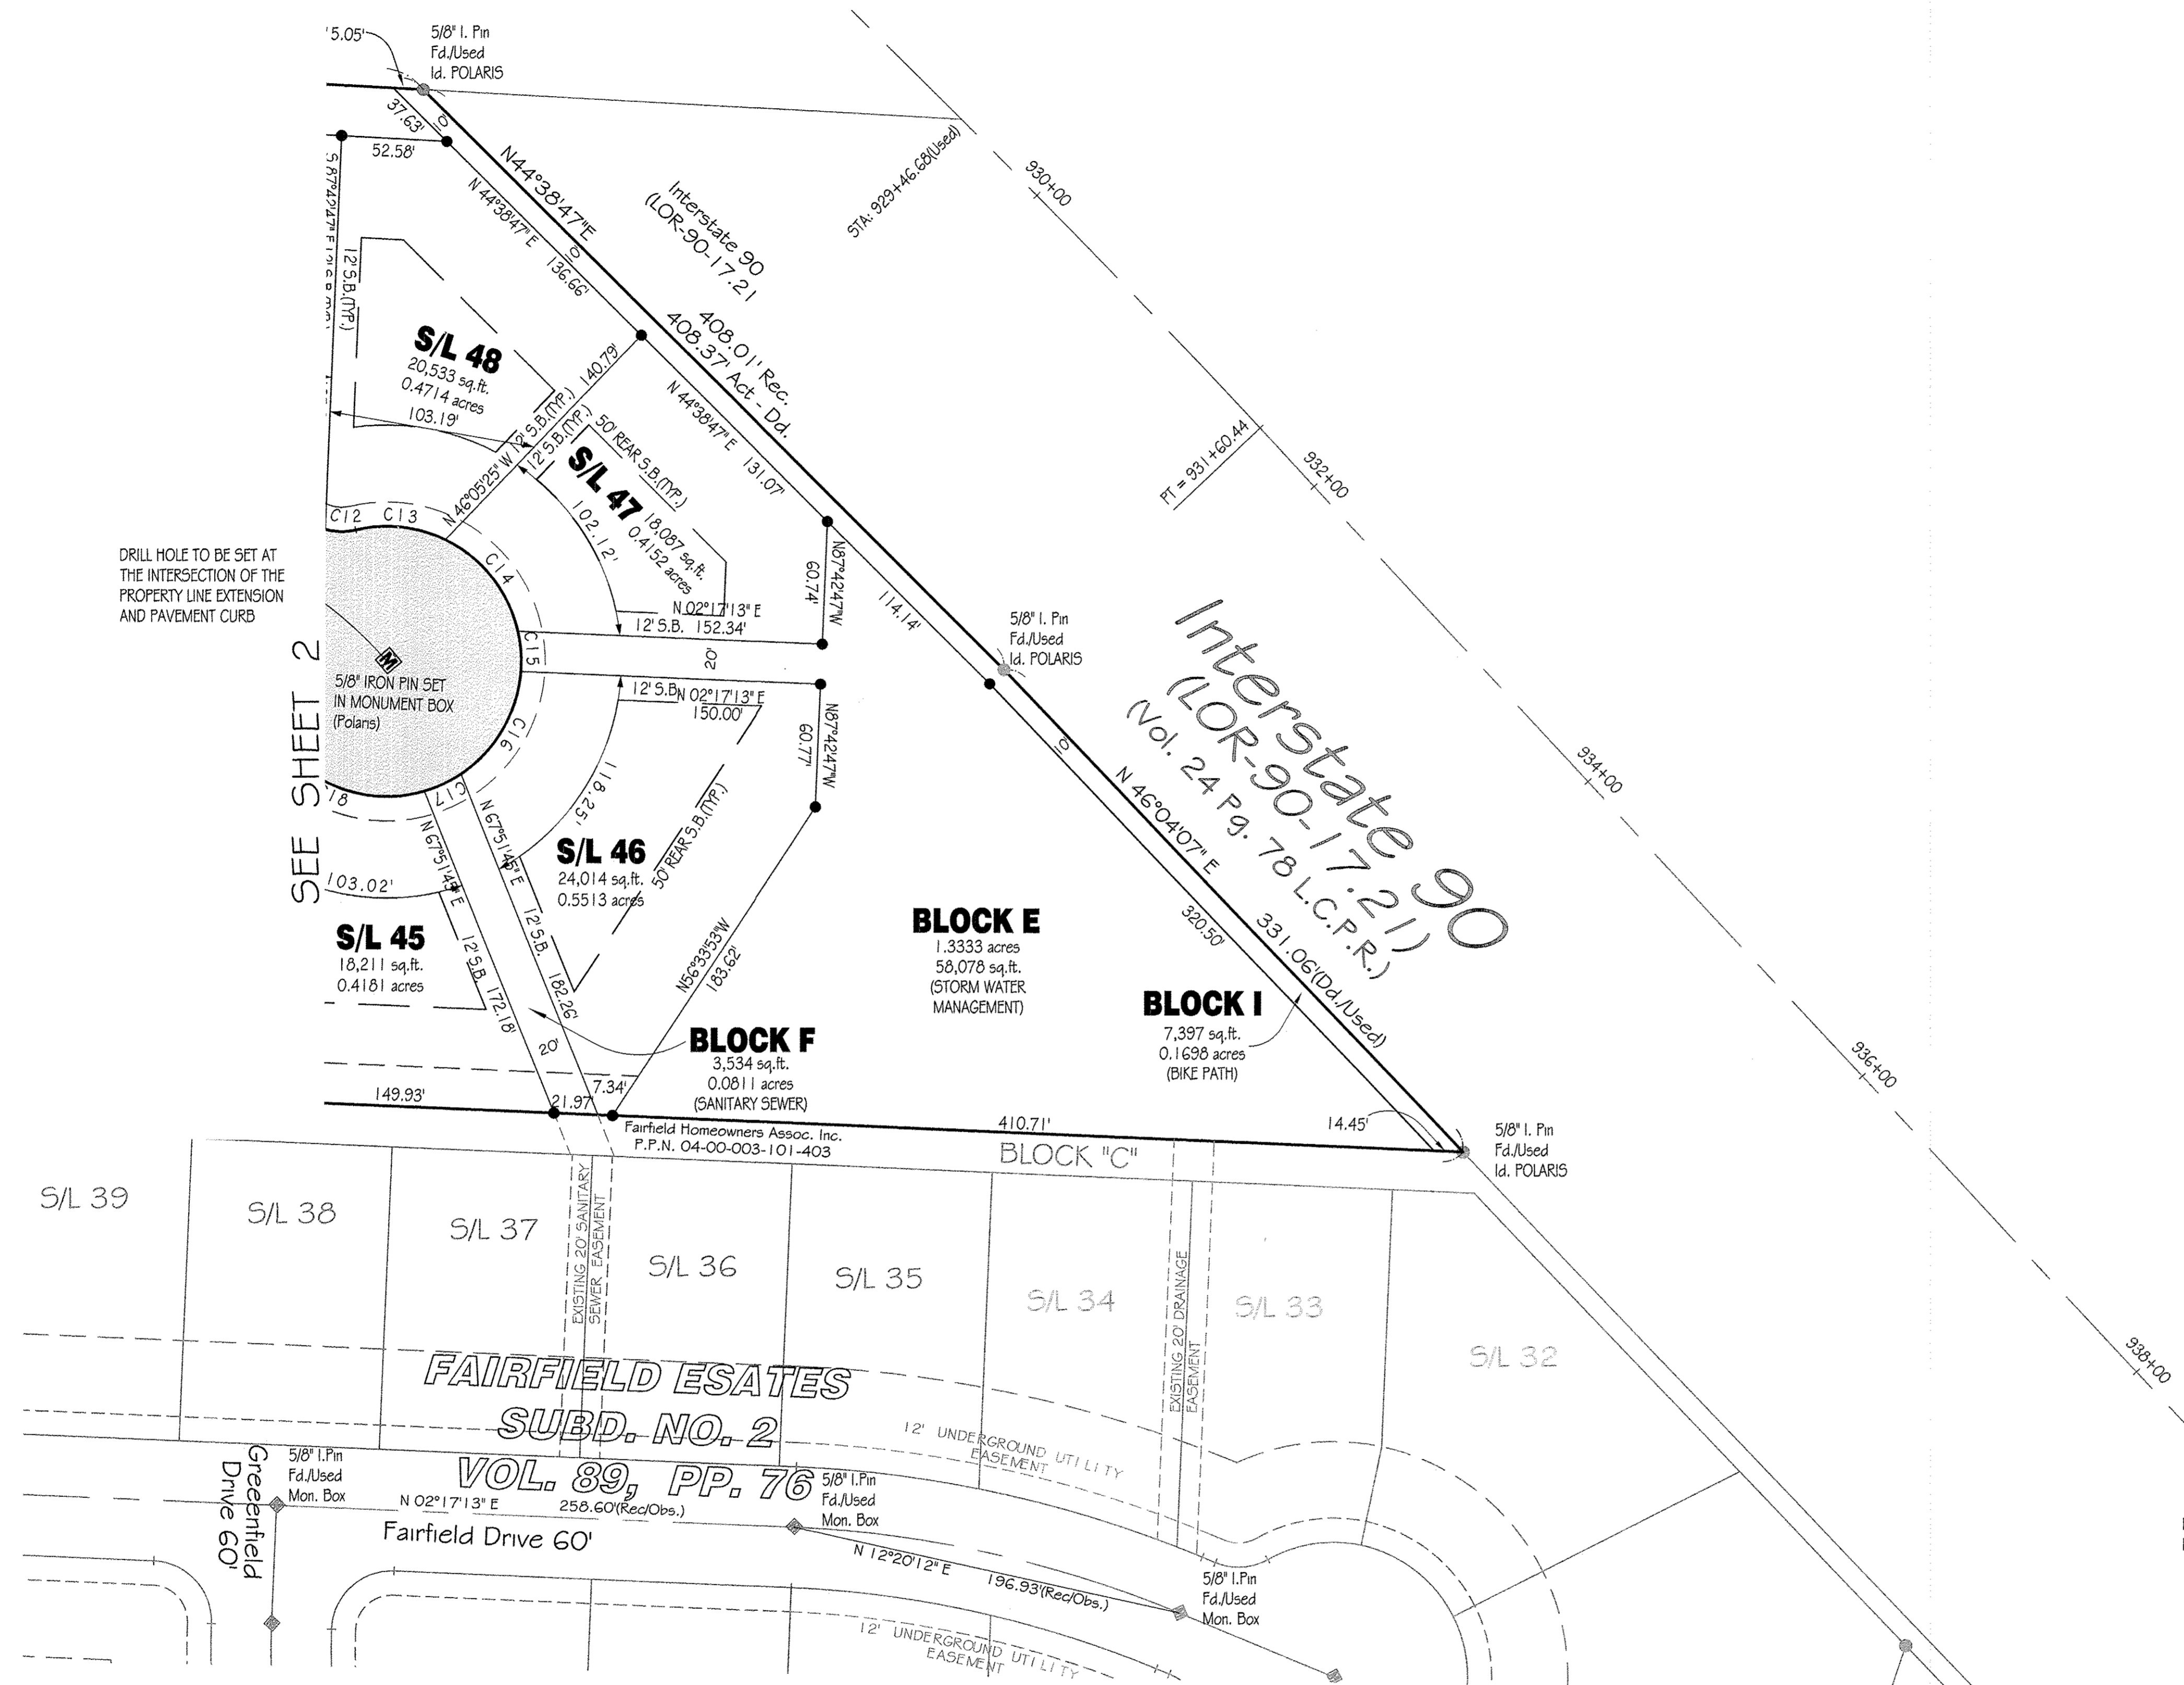 '5.05'
5/8" I. Pin
Fd./Used
Id. POLARIS
37.63'
10
52.58'
S 87°42'47" E
12' S.B.(TYP.)
N44°38'47"E
N 44°38'47" E
136.66'
10
Interstate 90
(LOR-90-17.21
STA: 929+46.68(Used)
930+00
S/L 48
20,533 sq.ft.
0.4714 acres
103.19'
408.01' Rec.
408.37' Act - Dd.
N 46°05'25" W
12' S.B.(TYP.)
140.79'
12' S.B.(TYP.)
50' REAR S.B.(TYP.)
N 44°38'47" E
131.07'
S/L 47
18,087 sq.ft.
0.4152 acres
102.12'
PT = 931+60.44
932+00
C12
C13
C14
C15
C16
C17
18
DRILL HOLE TO BE SET AT
THE INTERSECTION OF THE
PROPERTY LINE EXTENSION
AND PAVEMENT CURB
SEE SHEET 2
M
5/8" IRON PIN SET
IN MONUMENT BOX
(Polaris)
N87°42'47"W
60.74'
N 02°17'13" E
12' S.B. 152.34'
20'
12' S.B.
N 02°17'13" E
150.00'
114.14'
5/8" I. Pin
Fd./Used
Id. POLARIS
N87°42'47"W
60.77'
118.25'
10
Interstate 90
(LOR-90-17.21)
(Vol. 24 Pg. 78 L.C.P.R.)
934+00
N 46°04'07" E
331.06'(Dd./Used)
320.50'
N 67°51'45" E
N 67°51'45" E
S/L 46
24,014 sq.ft.
0.5513 acres
50' REAR S.B.(TYP.)
103.02'
S/L 45
18,211 sq.ft.
0.4181 acres
12' S.B.
172.18'
12' S.B.
182.26'
N56°33'53"W
183.62'
BLOCK E
1.3333 acres
58,078 sq.ft.
(STORM WATER
MANAGEMENT)
BLOCK I
7,397 sq.ft.
0.1698 acres
(BIKE PATH)
936+00
20'
BLOCK F
3,534 sq.ft.
0.0811 acres
(SANITARY SEWER)
149.93'
21.97'
7.34'
410.71'
14.45'
Fairfield Homeowners Assoc. Inc.
P.P.N. 04-00-003-101-403
BLOCK "C"
5/8" I. Pin
Fd./Used
Id. POLARIS
S/L 39
S/L 38
S/L 37
EXISTING 20' SANITARY
SEWER EASEMENT
S/L 36
S/L 35
S/L 34
EXISTING 20' DRAINAGE
EASEMENT
S/L 33
S/L 32
938+00
FAIRFIELD ESATES
SUBD. NO. 2
VOL. 89, PP. 76
12' UNDERGROUND UTILITY
EASEMENT
Greeenfield
Drive 60'
5/8" I.Pin
Fd./Used
Mon. Box
N 02°17'13" E
258.60'(Rec/Obs.)
5/8" I.Pin
Fd./Used
Mon. Box
Fairfield Drive 60'
N 12°20'12" E
196.93'(Rec/Obs.)
5/8" I.Pin
Fd./Used
Mon. Box
12' UNDERGROUND UTILITY
EASEMENT